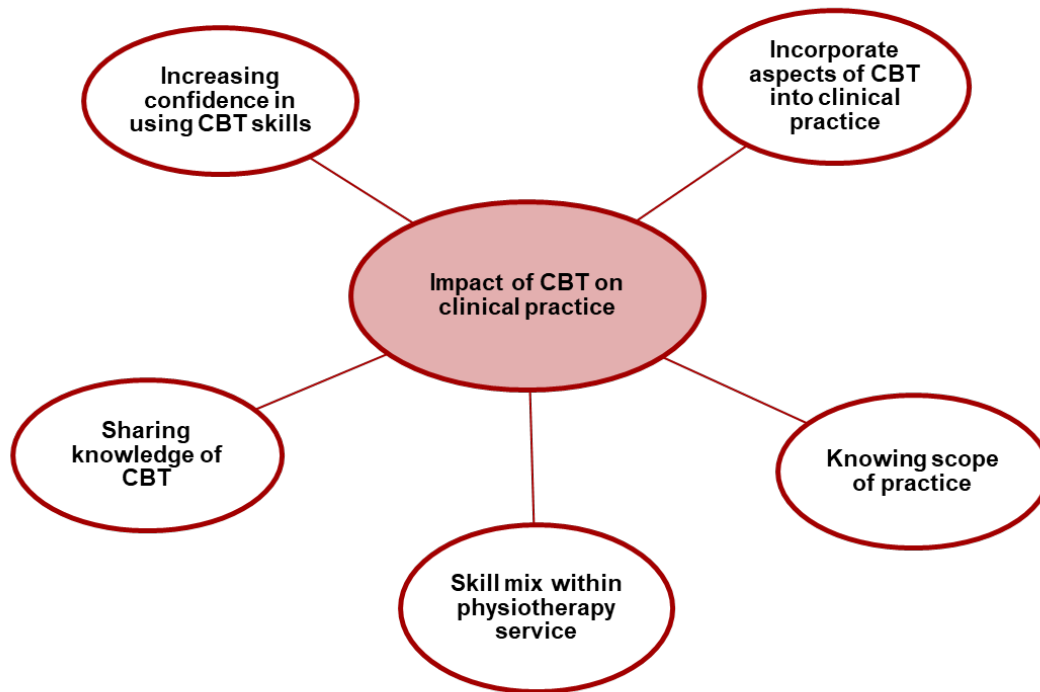 Increasing
confidence in
using CBT skills
Incorporate
aspects of CBT
into clinical
practice
Impact of CBT on
clinical practice
Sharing
knowledge of
CBT
Knowing scope
of practice
Skill mix within
physiotherapy
service